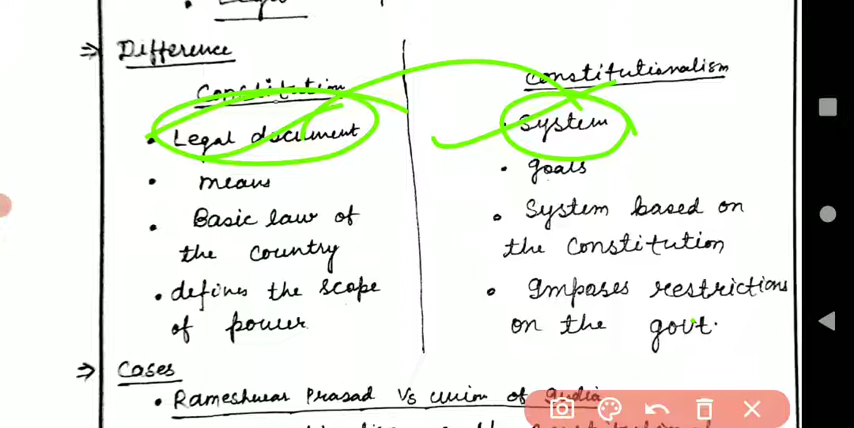 ⇒ Difference
Constitution
• Legal document
• means
• Basic law of
the country
• defines the scope
of power
Constitutionalism
• System
• goals
• System based on
the Constitution
• Imposes restrictions
on the govt.
⇒ Cases
• Rameshwar Prasad Vs Union of India